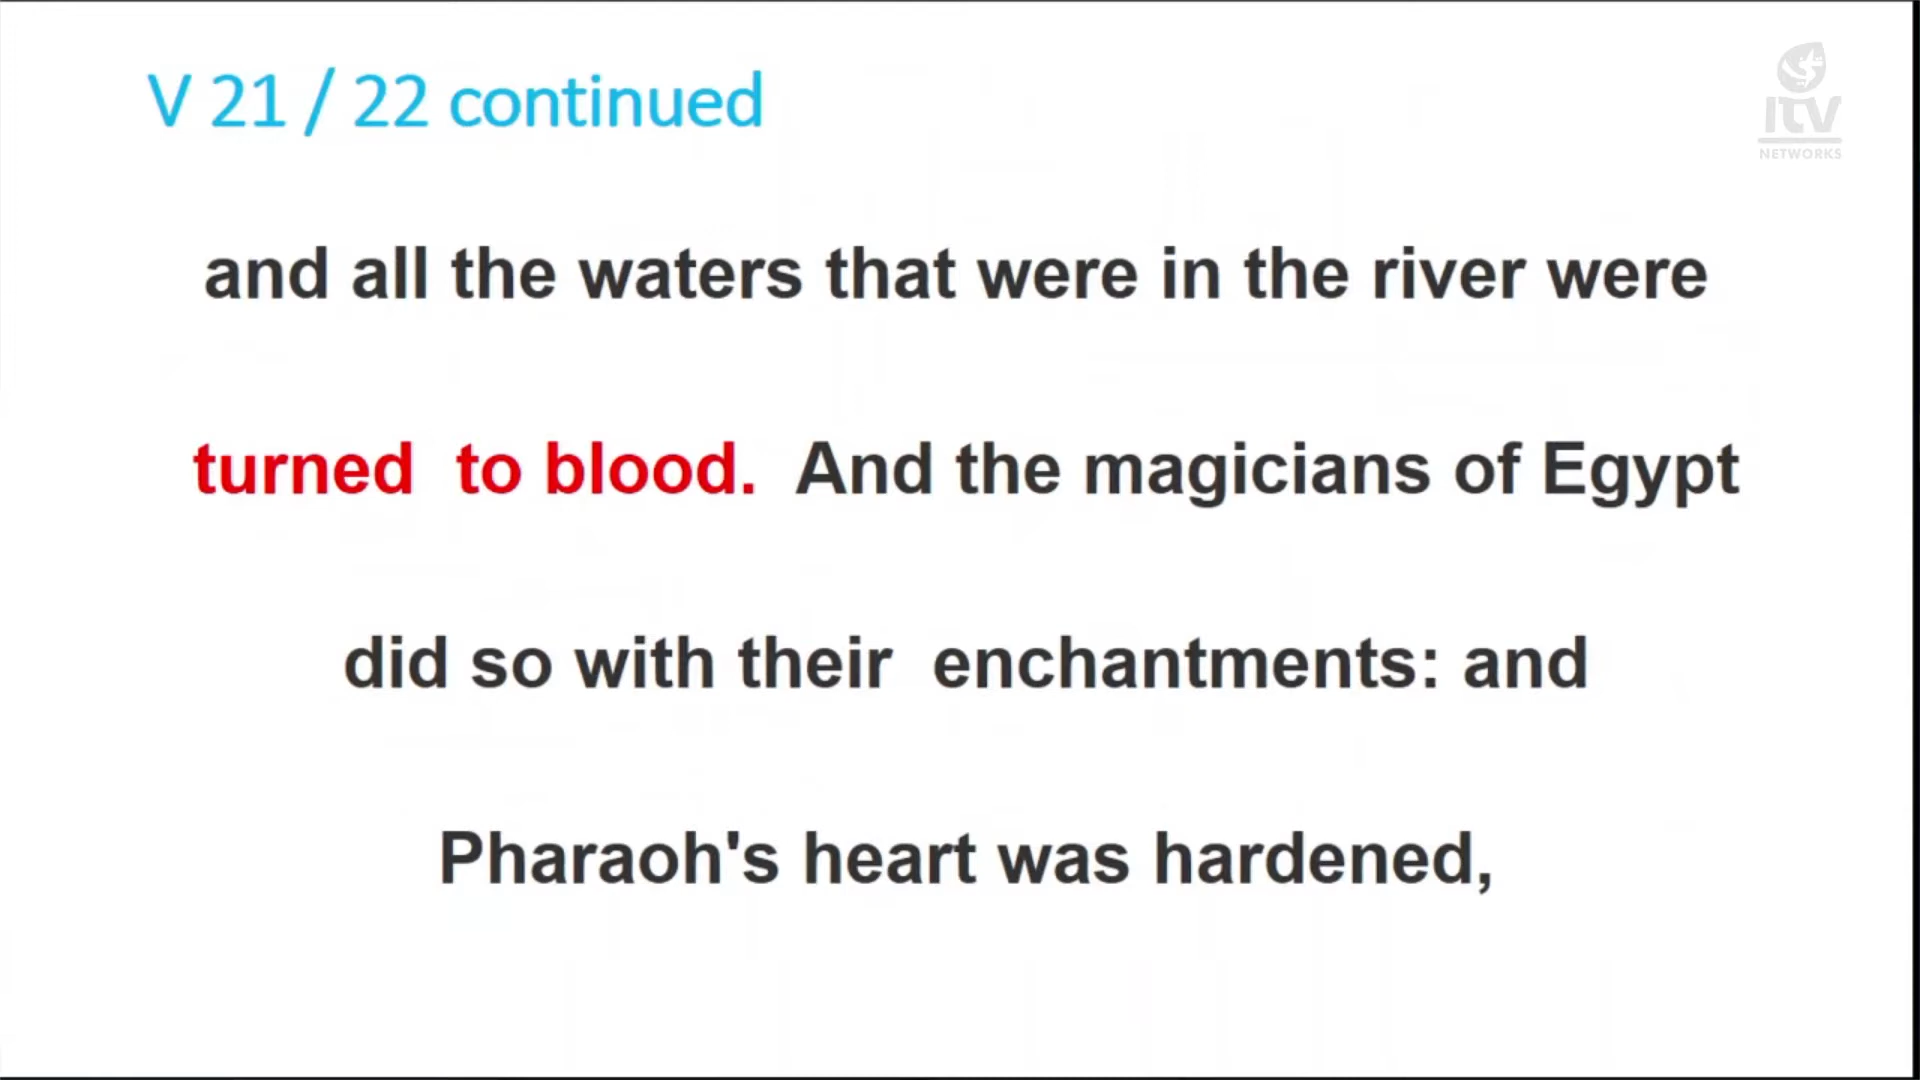 V 21 / 22 continued
ITV
NETWORKS
and all the waters that were in the river were
turned  to blood.  And the magicians of Egypt
did so with their  enchantments: and
Pharaoh's heart was hardened,